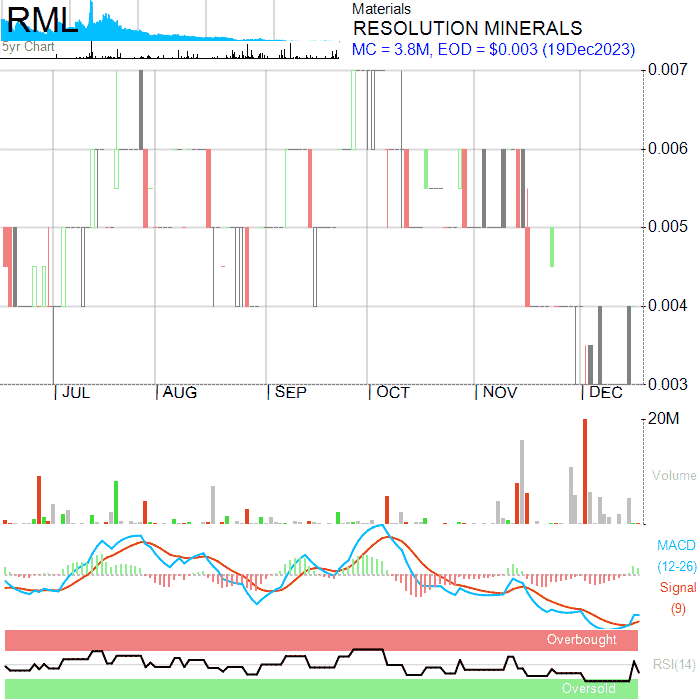 RML
5yr Chart
Materials
RESOLUTION MINERALS
MC = 3.8M, EOD = $0.003 (19Dec2023)
0.007
0.006
0.005
0.004
0.003
JUL AUG SEP OCT NOV DEC
20M
Volume
MACD
(12-26)
Signal
(9)
Overbought
RSI(14)
Oversold